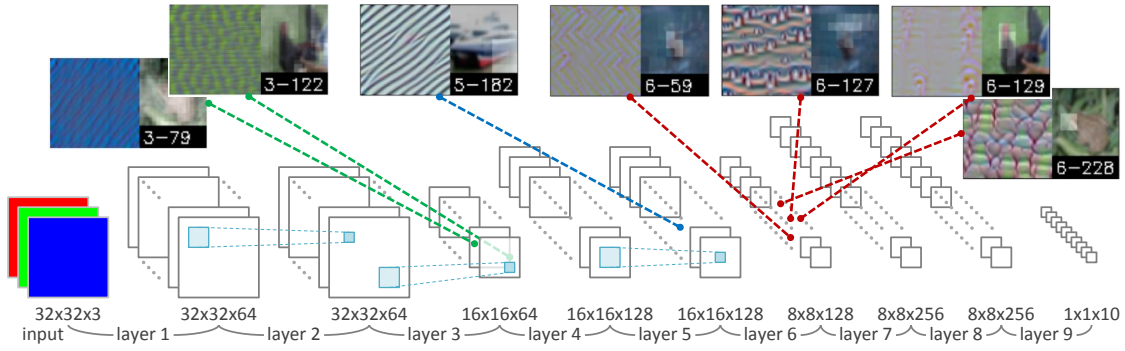 3-122
5-182
6-59
6-127
6-129
3-79
6-228
32x32x3
32x32x64
32x32x64
16x16x64
16x16x128
16x16x128
8x8x128
8x8x256
8x8x256
1x1x10
input
layer 1
layer 2
layer 3
layer 4
layer 5
layer 6
layer 7
layer 8
layer 9